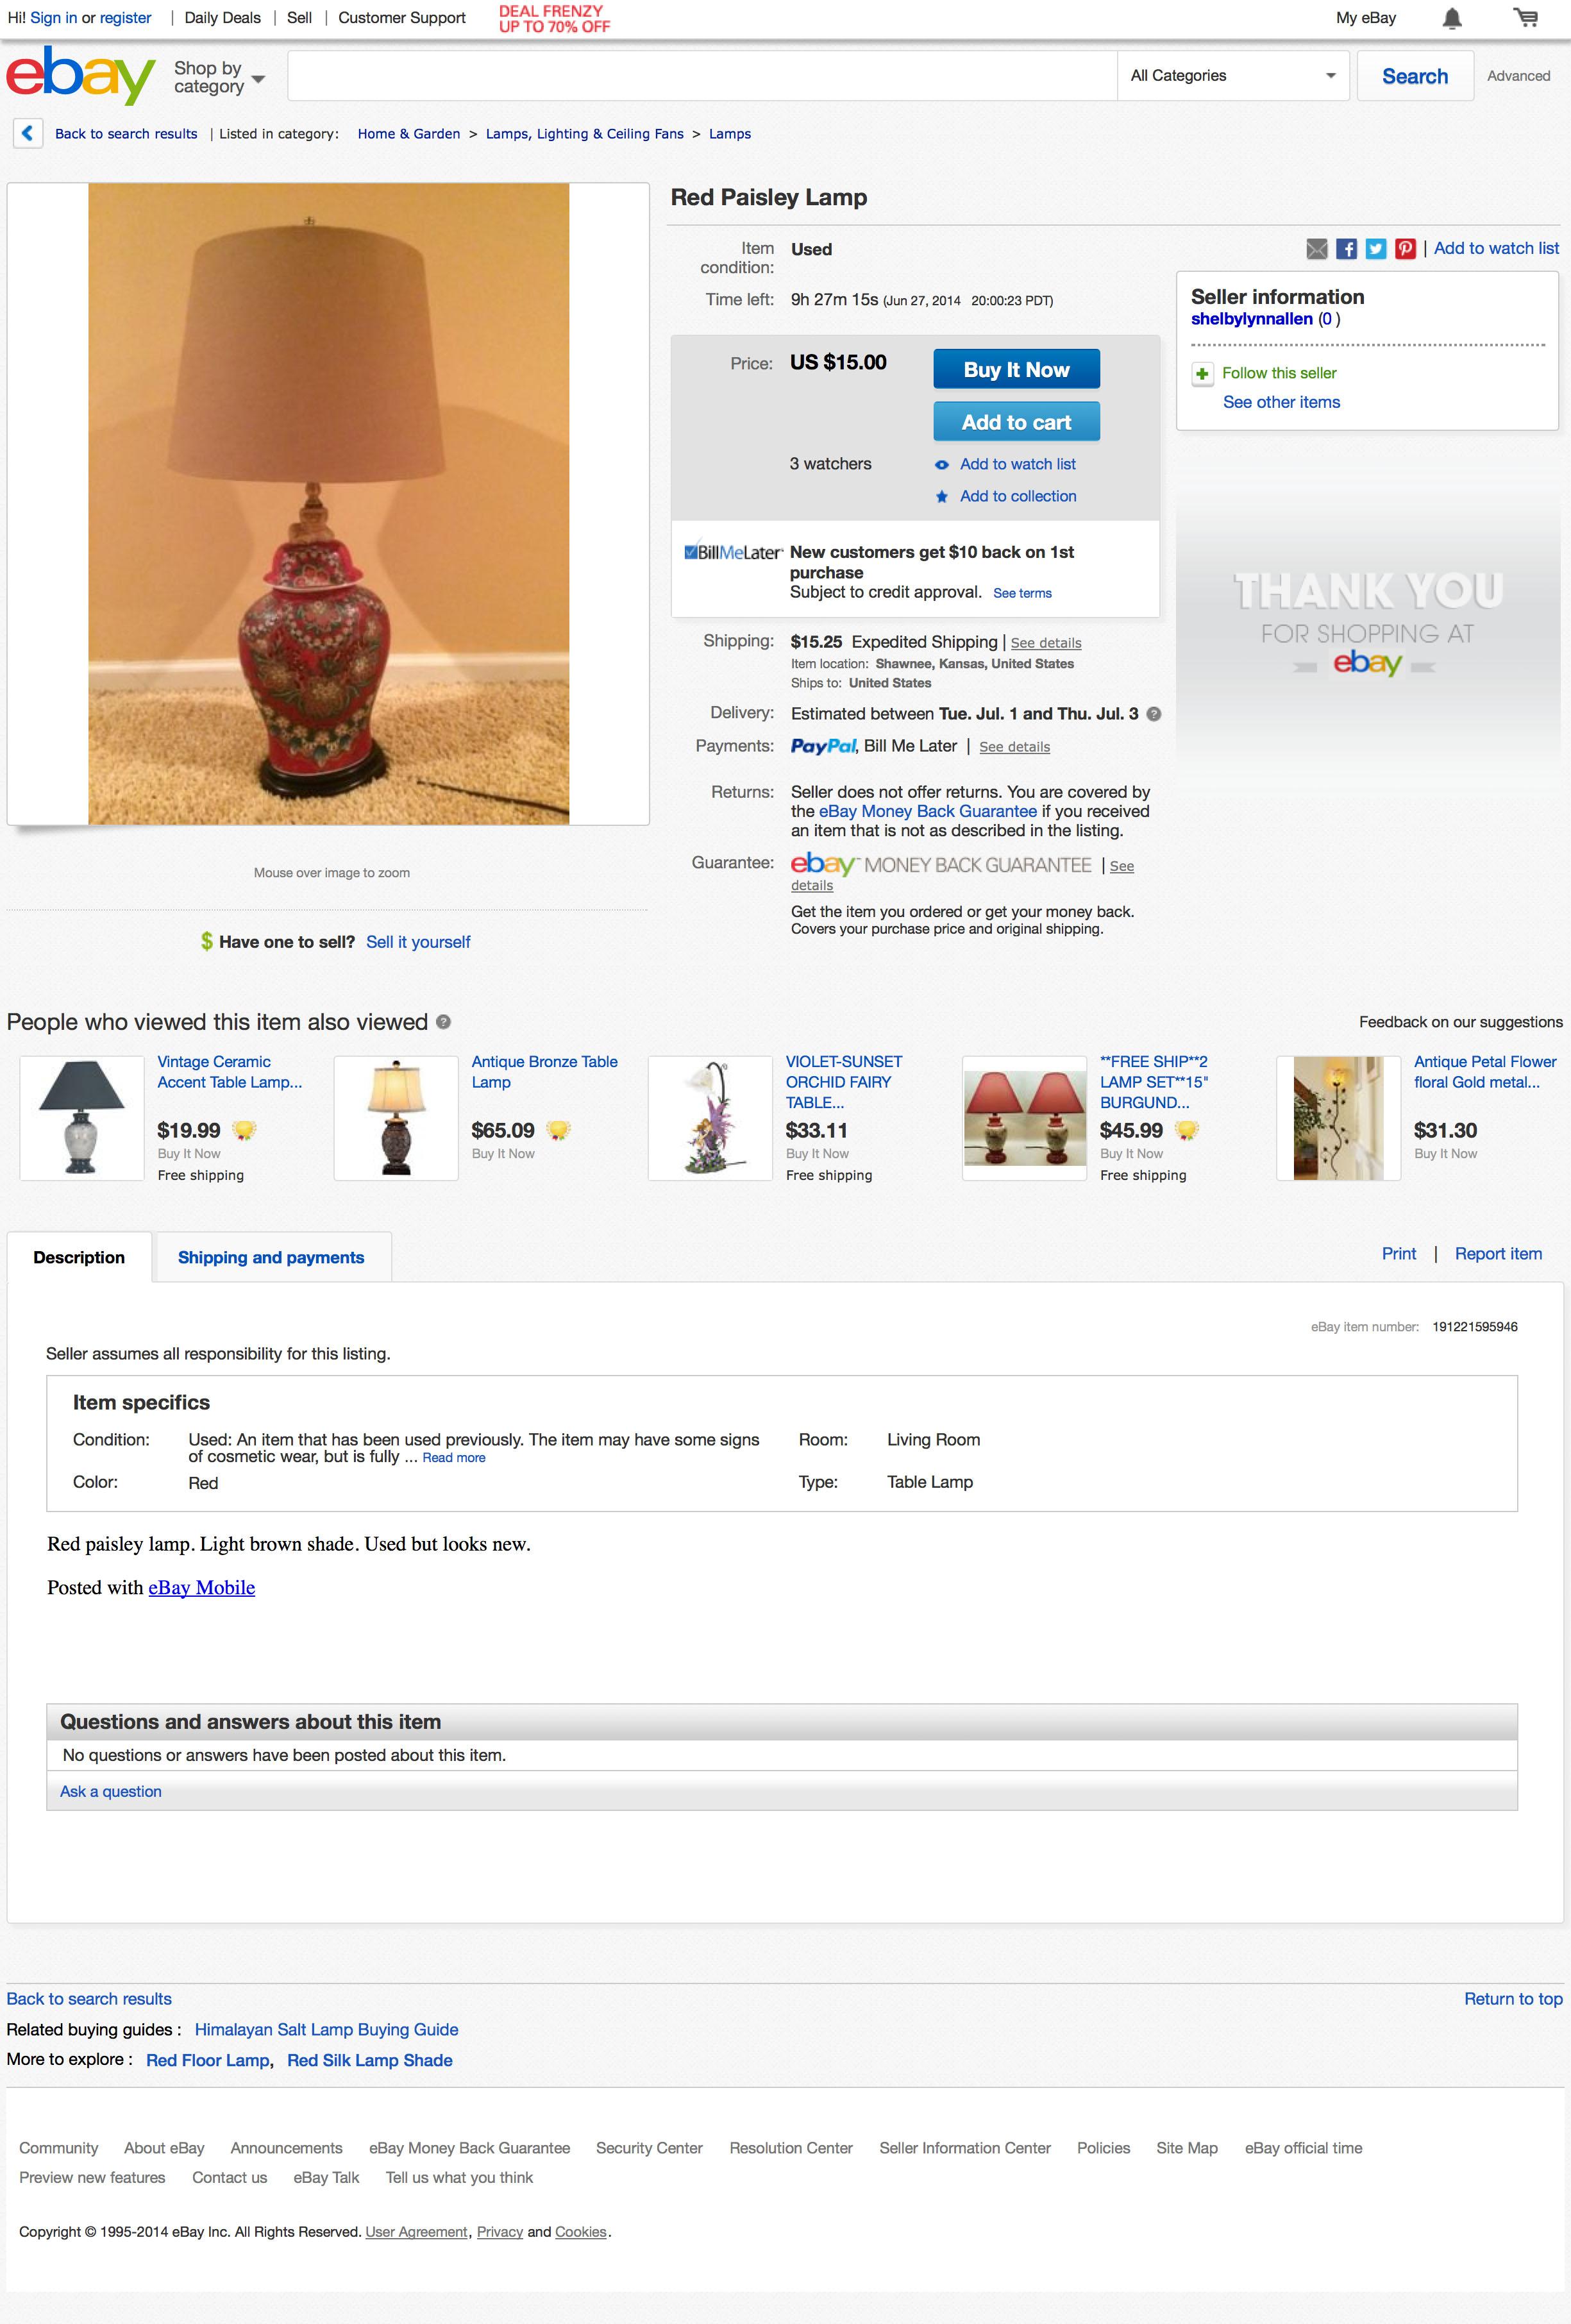 Hi! Sign in or register | Daily Deals | Sell | Customer Support
DEAL FRENZY
UP TO 70% OFF
My eBay
ebay
Shop by
category
All Categories
Search
Advanced
Back to search results | Listed in category: Home & Garden > Lamps, Lighting & Ceiling Fans > Lamps
Red Paisley Lamp
Item
condition:
Used
Time left: 9h 27m 15s (Jun 27, 2014 20:00:23 PDT)
| Add to watch list
Seller information
shelbylynnallen (0 )
Follow this seller
See other items
Price: US $15.00
Buy It Now
Add to cart
3 watchers
Add to watch list
Add to collection
BillMeLater
New customers get $10 back on 1st
purchase
Subject to credit approval. See terms
THANK YOU
FOR SHOPPING AT
ebay
Shipping: $15.25 Expedited Shipping | See details
Item location: Shawnee, Kansas, United States
Ships to: United States
Delivery: Estimated between Tue. Jul. 1 and Thu. Jul. 3 ?
Payments: PayPal, Bill Me Later | See details
Returns: Seller does not offer returns. You are covered by
the eBay Money Back Guarantee if you received
an item that is not as described in the listing.
Guarantee: ebay™ MONEY BACK GUARANTEE | See
details
Get the item you ordered or get your money back.
Covers your purchase price and original shipping.
Mouse over image to zoom
$ Have one to sell? Sell it yourself
People who viewed this item also viewed ?
Feedback on our suggestions
Vintage Ceramic
Accent Table Lamp...
$19.99
Buy It Now
Free shipping
Antique Bronze Table
Lamp
$65.09
Buy It Now
VIOLET-SUNSET
ORCHID FAIRY
TABLE...
$33.11
Buy It Now
Free shipping
**FREE SHIP**2
LAMP SET**15"
BURGUND...
$45.99
Buy It Now
Free shipping
Antique Petal Flower
floral Gold metal...
$31.30
Buy It Now
Description
Shipping and payments
Print | Report item
eBay item number: 191221595946
Seller assumes all responsibility for this listing.
Item specifics
Condition: Used: An item that has been used previously. The item may have some signs
of cosmetic wear, but is fully ... Read more
Room: Living Room
Color: Red
Type: Table Lamp
Red paisley lamp. Light brown shade. Used but looks new.
Posted with eBay Mobile
Questions and answers about this item
No questions or answers have been posted about this item.
Ask a question
Back to search results
Return to top
Related buying guides : Himalayan Salt Lamp Buying Guide
More to explore : Red Floor Lamp, Red Silk Lamp Shade
Community About eBay Announcements eBay Money Back Guarantee Security Center Resolution Center Seller Information Center Policies Site Map eBay official time
Preview new features Contact us eBay Talk Tell us what you think
Copyright © 1995-2014 eBay Inc. All Rights Reserved. User Agreement, Privacy and Cookies.